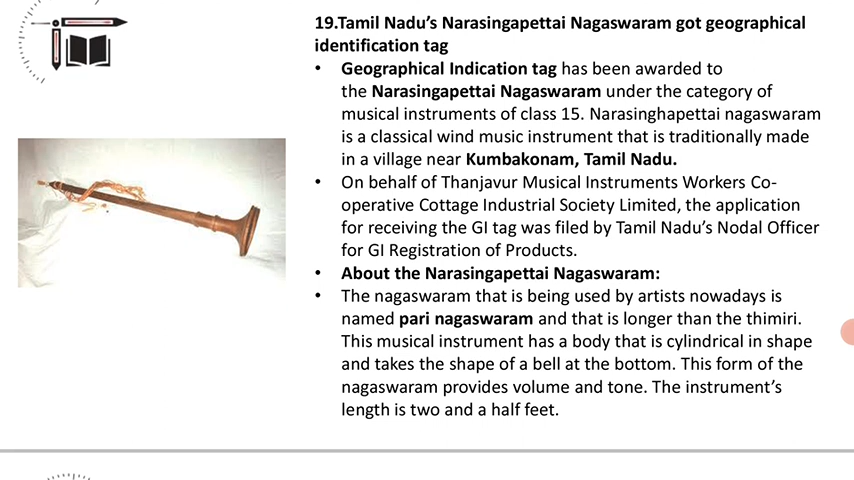 19.Tamil Nadu’s Narasingapettai Nagaswaram got geographical
identification tag
• Geographical Indication tag has been awarded to
the Narasingapettai Nagaswaram under the category of
musical instruments of class 15. Narasinghapettai nagaswaram
is a classical wind music instrument that is traditionally made
in a village near Kumbakonam, Tamil Nadu.
• On behalf of Thanjavur Musical Instruments Workers Co-
operative Cottage Industrial Society Limited, the application
for receiving the GI tag was filed by Tamil Nadu’s Nodal Officer
for GI Registration of Products.
• About the Narasingapettai Nagaswaram:
• The nagaswaram that is being used by artists nowadays is
named pari nagaswaram and that is longer than the thimiri.
This musical instrument has a body that is cylindrical in shape
and takes the shape of a bell at the bottom. This form of the
nagaswaram provides volume and tone. The instrument’s
length is two and a half feet.